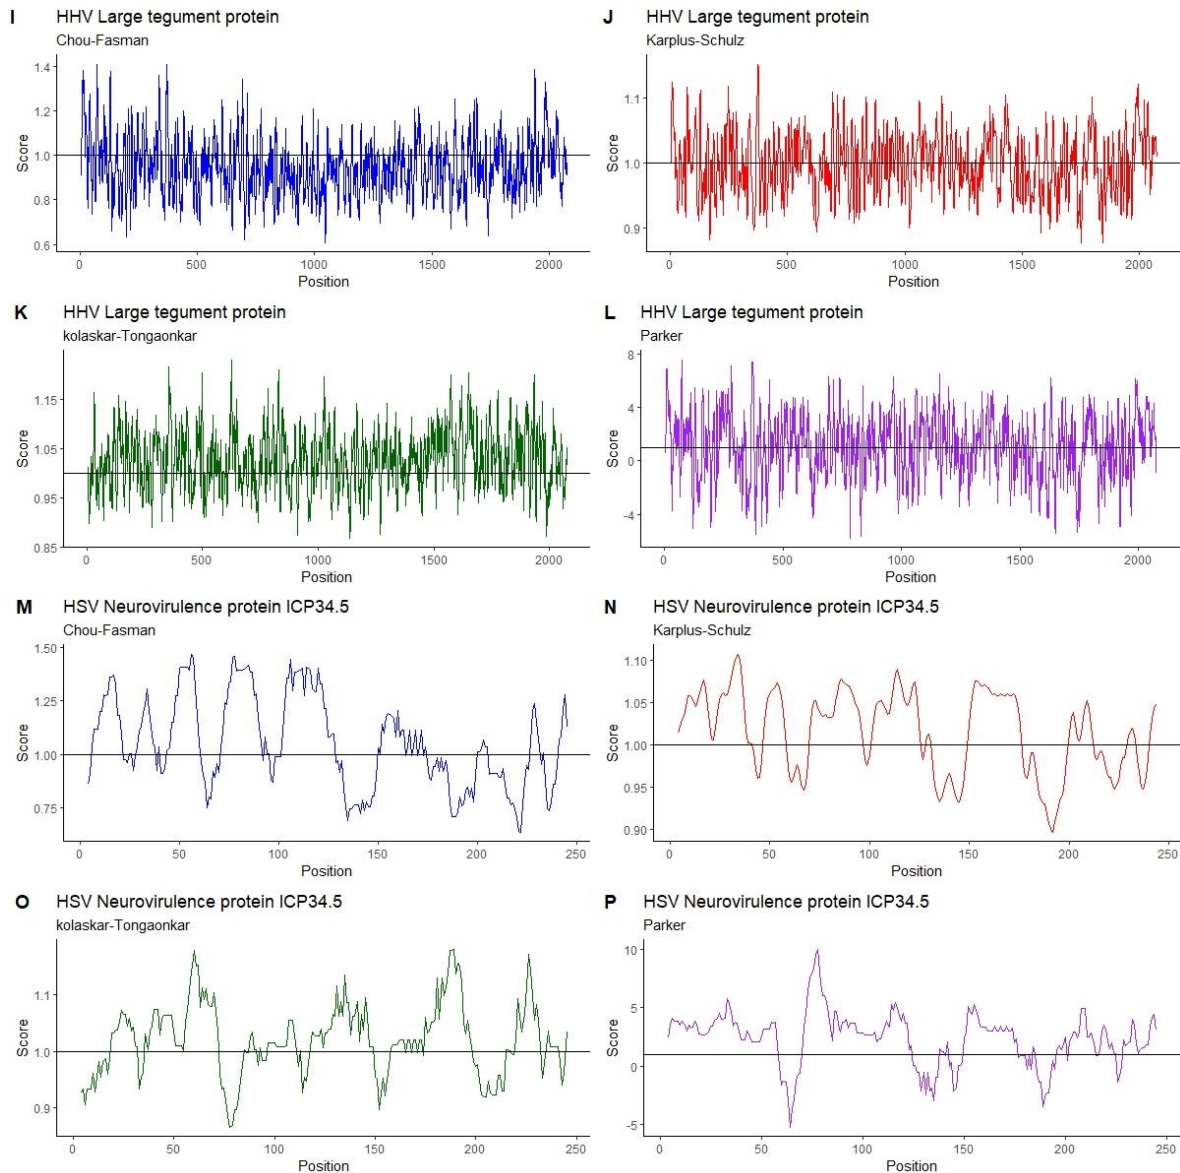 I HHV Large tegument protein
Chou-Fasman
1.4
1.2
1.0
0.8
0.6
Score
0 500 1000 1500 2000
Position
J HHV Large tegument protein
Karplus-Schulz
1.1
1.0
0.9
Score
0 500 1000 1500 2000
Position
K HHV Large tegument protein
kolaskar-Tongaonkar
1.15
1.05
0.95
0.85
Score
0 500 1000 1500 2000
Position
L HHV Large tegument protein
Parker
8
4
0
-4
Score
0 500 1000 1500 2000
Position
M HSV Neurovirulence protein ICP34.5
Chou-Fasman
1.50
1.25
1.00
0.75
Score
0 50 100 150 200 250
Position
N HSV Neurovirulence protein ICP34.5
Karplus-Schulz
1.10
1.05
1.00
0.95
0.90
Score
0 50 100 150 200 250
Position
O HSV Neurovirulence protein ICP34.5
kolaskar-Tongaonkar
1.1
1.0
0.9
Score
0 50 100 150 200 250
Position
P HSV Neurovirulence protein ICP34.5
Parker
10
5
0
-5
Score
0 50 100 150 200 250
Position